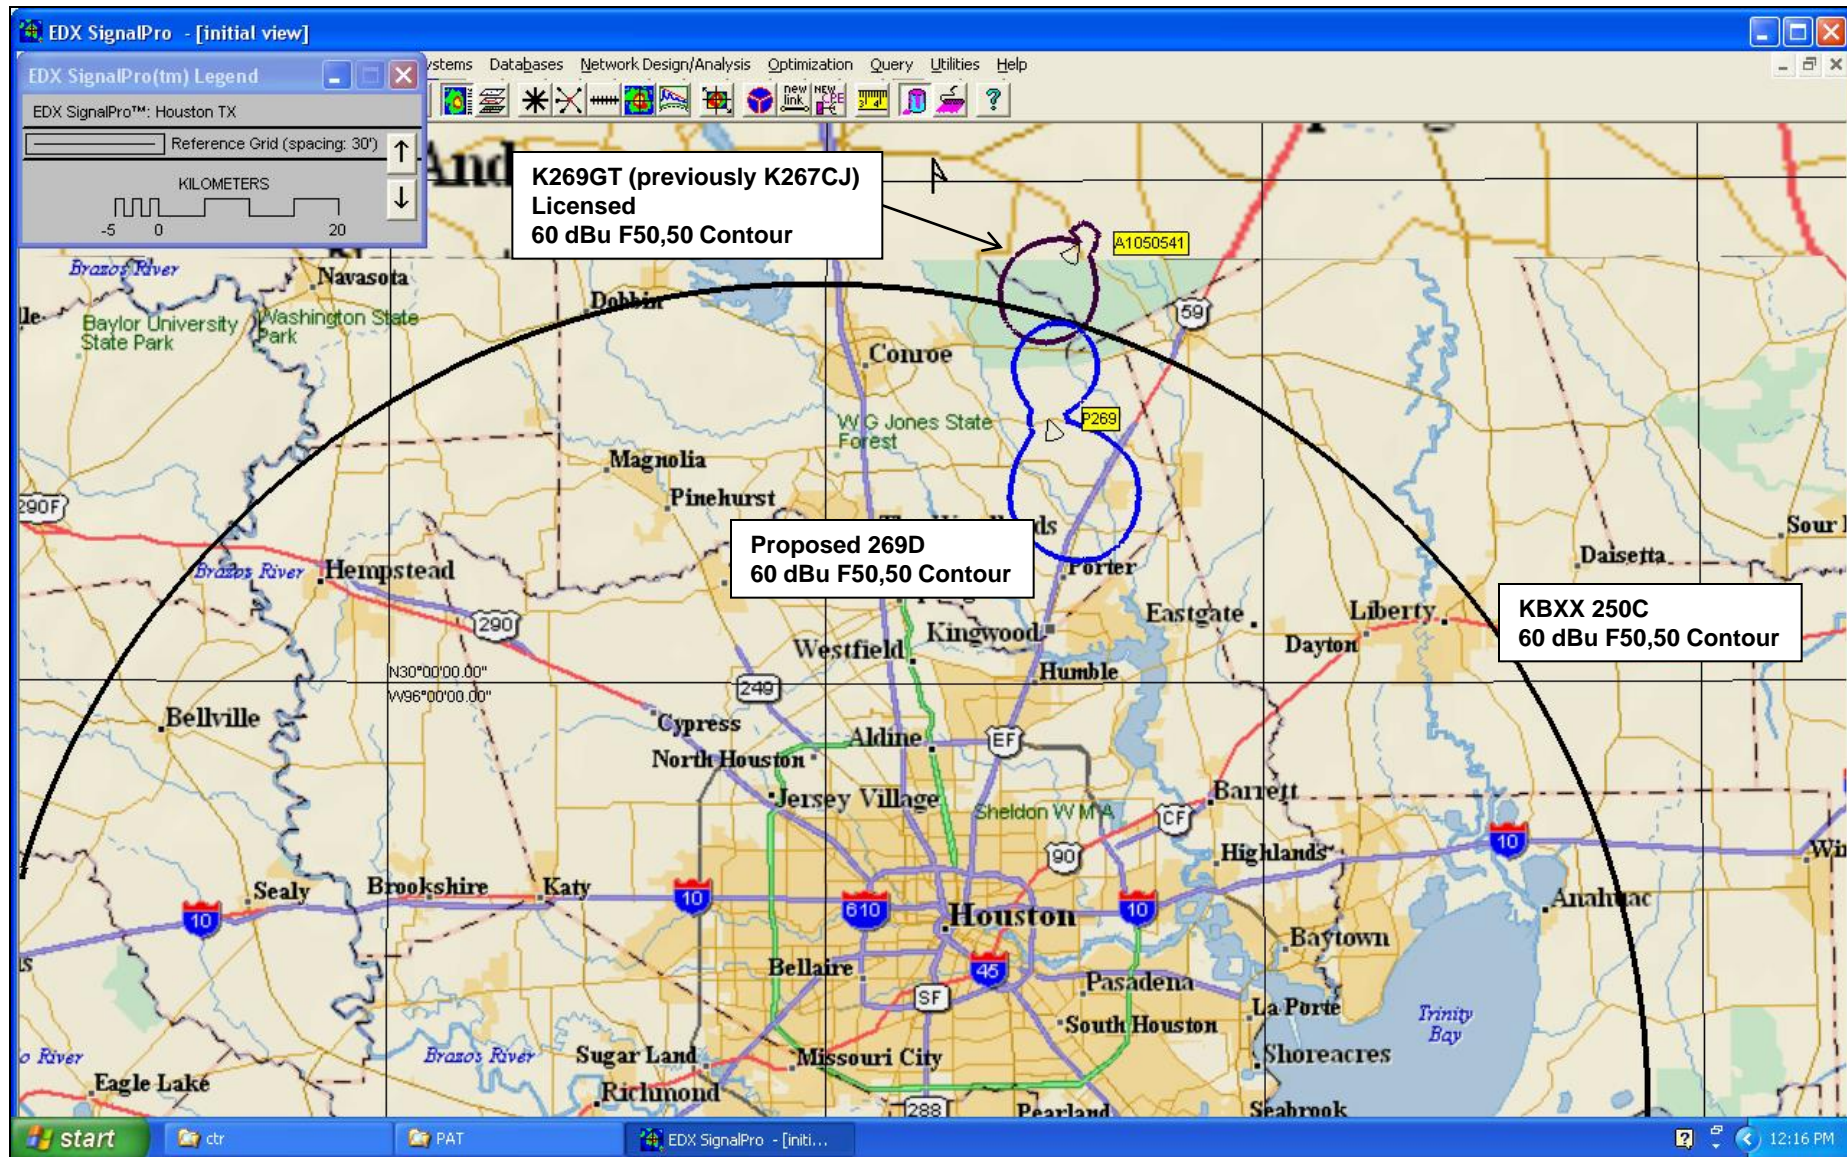 EDX SignalPro - [initial view]
EDX SignalPro(tm) Legend
EDX SignalPro™: Houston TX
Reference Grid (spacing: 30')
KILOMETERS
-5 0 20
Databases Network Design/Analysis Optimization Query Utilities Help
new link
NEW CPE
K269GT (previously K267CJ)
Licensed
60 dBu F50,50 Contour
A1050541
Brazos River
Navasota
Dobbin
59
Baylor University State Park
Washington State Park
Conroe
W G Jones State Forest
P269
Magnolia
Pinehurst
290F
Proposed 269D
60 dBu F50,50 Contour
Sour
Daisetta
Brazos River
Hempstead
Porter
KBXX 250C
60 dBu F50,50 Contour
Eastgate
Liberty
290
Kingwood
Westfield
Dayton
Humble
N30°00'00.00"
W96°00'00.00"
249
Bellville
Cypress
Aldine
EF
North Houston
Jersey Village
Sheldon W M A
Barrett
CF
10
90
Highlands
Sealy
Brookshire
Katy
10
10
610
Houston
10
Anahuac
Baytown
Bellaire
45
Pasadena
SF
La Porte
South Houston
Trinity Bay
Brazos River
Sugar Land
Missouri City
Shoreacres
Eagle Lake
Richmond
288
Pearland
Seabrook
start
ctr
PAT
EDX SignalPro - [initi...
12:16 PM